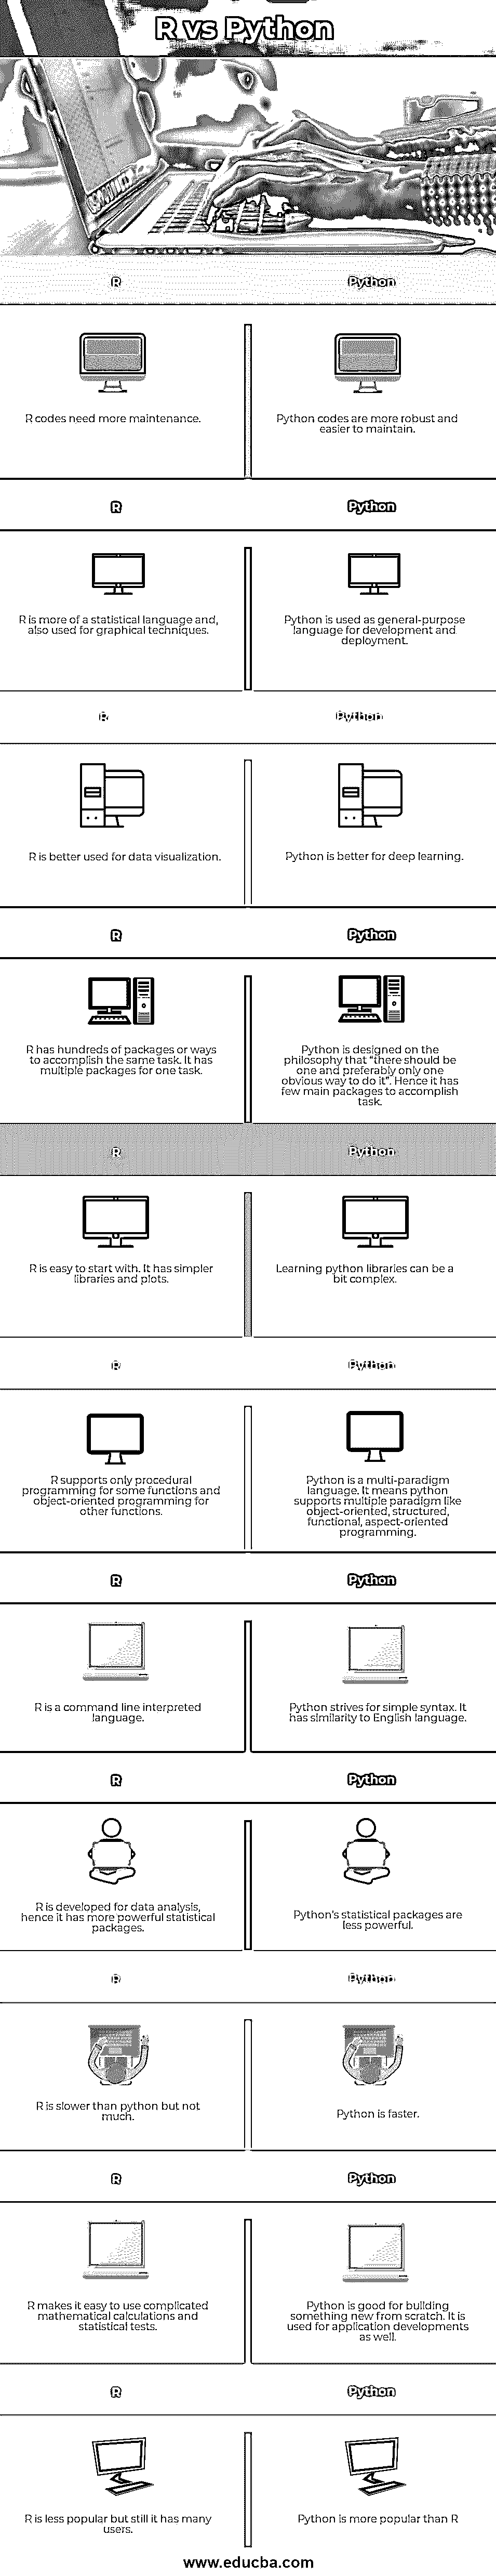 R vs Python
R
Python
R codes need more maintenance.
Python codes are more robust and
easier to maintain.
R
Python
R is more of a statistical language and,
also used for graphical techniques.
Python is used as general-purpose
language for development and
deployment.
R
Python
R is better used for data visualization.
Python is better for deep learning.
R
Python
R has hundreds of packages or ways
to accomplish the same task. It has
multiple packages for one task.
Python is designed on the
philosophy that "there should be
one and preferably only one
obvious way to do it". Hence it has
few main packages to accomplish
task.
R
Python
R is easy to start with. It has simpler
libraries and plots.
Learning python libraries can be a
bit complex.
R
Python
R supports only procedural
programming for some functions and
object-oriented programming for
other functions.
Python is a multi-paradigm
language. It means python
supports multiple paradigm like
object-oriented, structured,
functional, aspect-oriented
programming.
R
Python
R is a command line interpreted
language.
Python strives for simple syntax. It
has similarity to English language.
R
Python
R is developed for data analysis,
hence it has more powerful statistical
packages.
Python's statistical packages are
less powerful.
R
Python
R is slower than python but not
much.
Python is faster.
R
Python
R makes it easy to use complicated
mathematical calculations and
statistical tests.
Python is good for building
something new from scratch. It is
used for application developments
as well.
R
Python
R is less popular but still it has many
users.
Python is more popular than R
www.educba.com